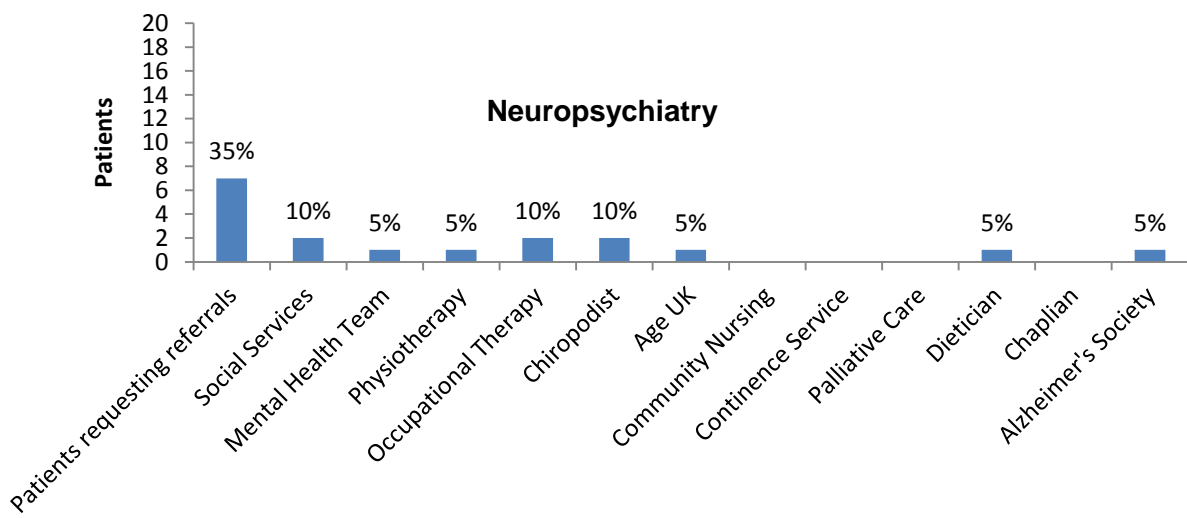 Neuropsychiatry
Patients
20
18
16
14
12
10
8
6
4
2
0
35%
10%
5%
5%
10%
10%
5%
5%
5%
Patients requesting referrals
Social Services
Mental Health Team
Physiotherapy
Occupational Therapy
Chiropodist
Age UK
Community Nursing
Continence Service
Palliative Care
Dietician
Chaplian
Alzheimer's Society